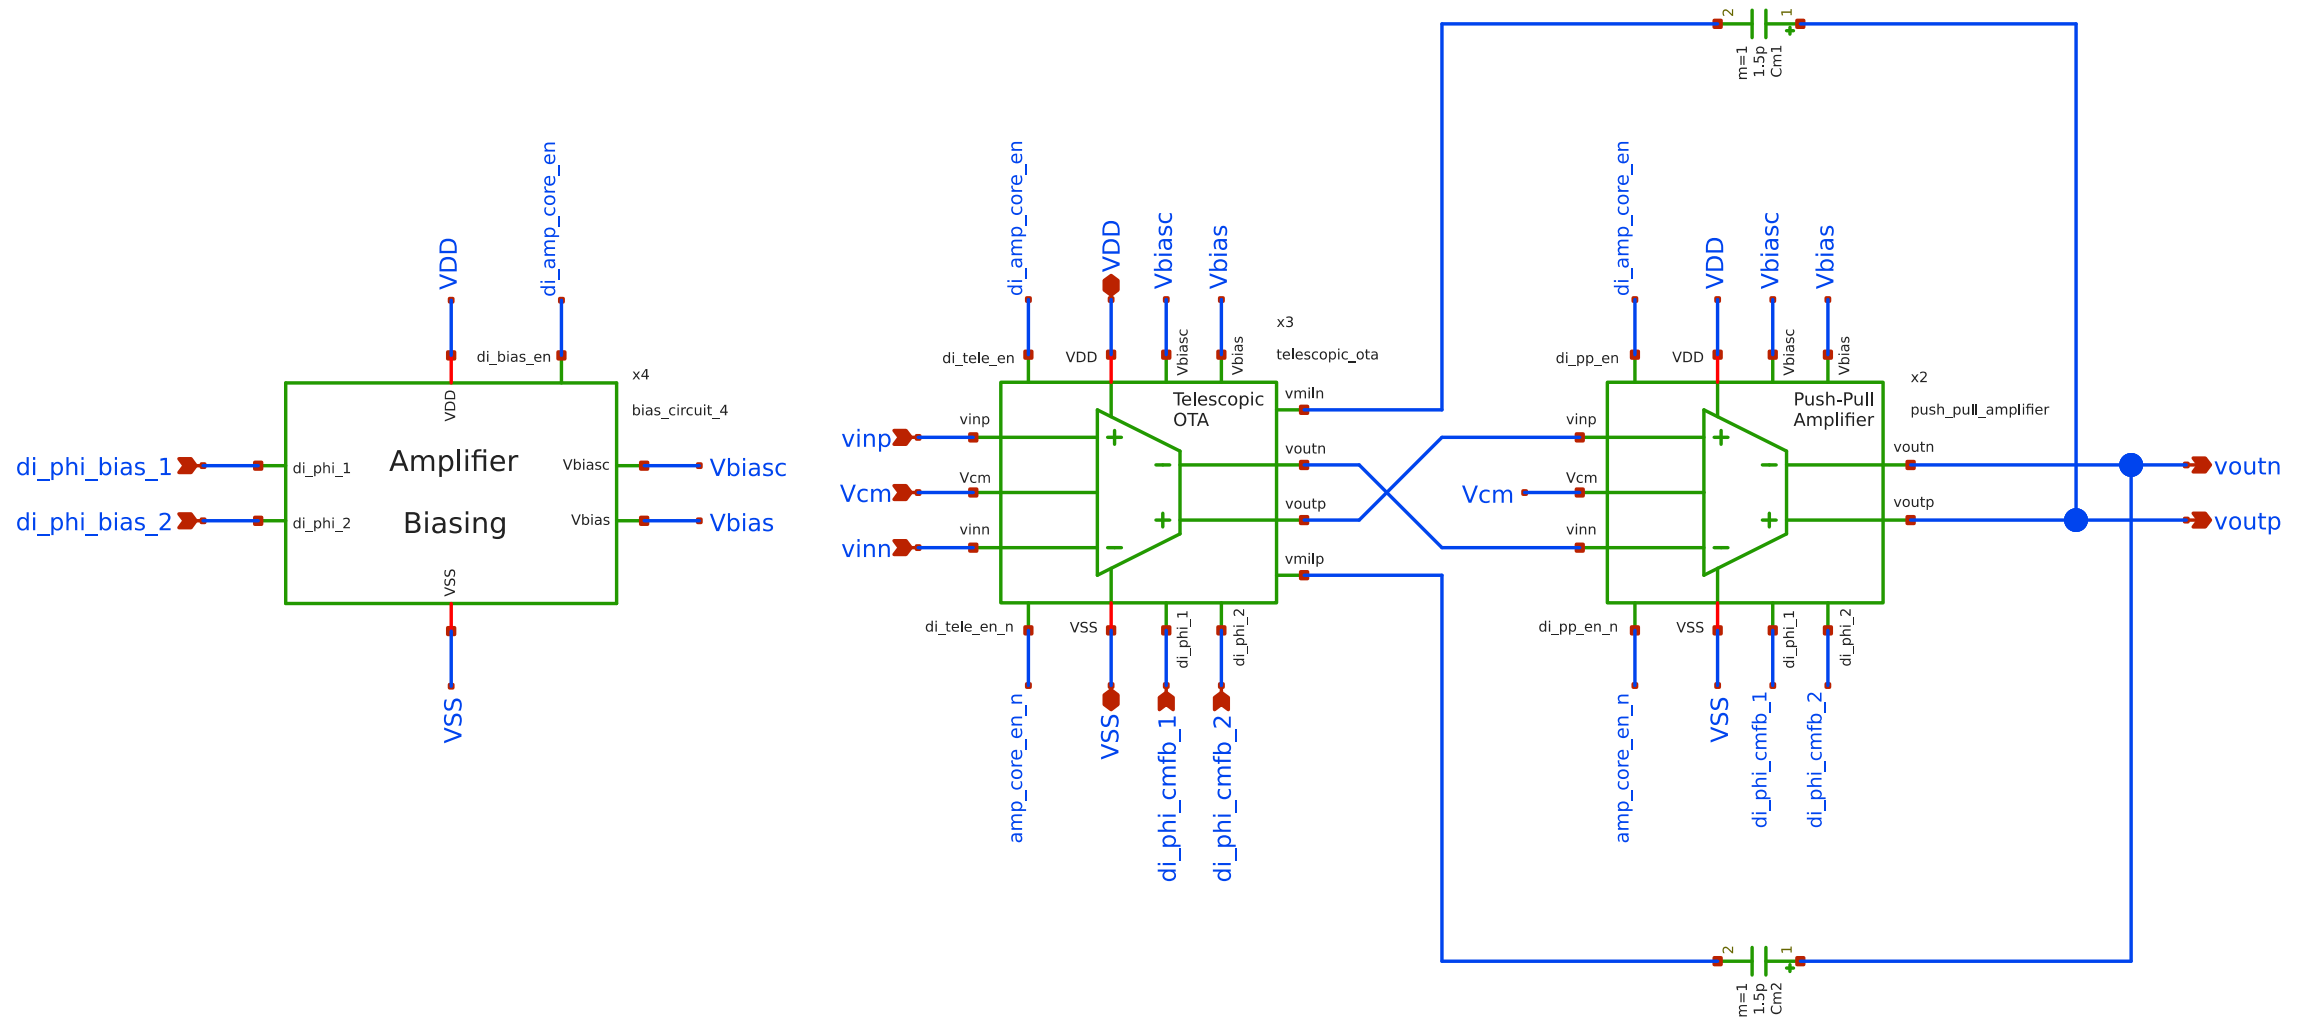 di_phi_bias_1
di_phi_bias_2
VDD
di_amp_core_en
di_bias_en
x4
bias_circuit_4
VDD
di_phi_1
di_phi_2
Amplifier
Biasing
Vbiasc
Vbias
VSS
Vbiasc
Vbias
VSS
di_amp_core_en
VDD
Vbiasc
Vbias
di_tele_en
VDD
Vbiasc
Vbias
x3
telescopic_ota
Telescopic
OTA
vinp
vinp
Vcm
Vcm
vinn
vinn
+
−
+
−
vmiln
voutn
voutp
vmilp
di_tele_en_n
VSS
di_phi_1
di_phi_2
amp_core_en_n
VSS
di_phi_cmfb_1
di_phi_cmfb_2
2
1
+
m=1
1.5p
Cm1
di_amp_core_en
VDD
Vbiasc
Vbias
di_pp_en
VDD
Vbiasc
Vbias
x2
push_pull_amplifier
Push-Pull
Amplifier
vinp
Vcm
Vcm
vinn
+
−
+
−
voutn
voutp
voutn
voutp
di_pp_en_n
VSS
di_phi_1
di_phi_2
amp_core_en_n
VSS
di_phi_cmfb_1
di_phi_cmfb_2
2
1
+
m=1
1.5p
Cm2